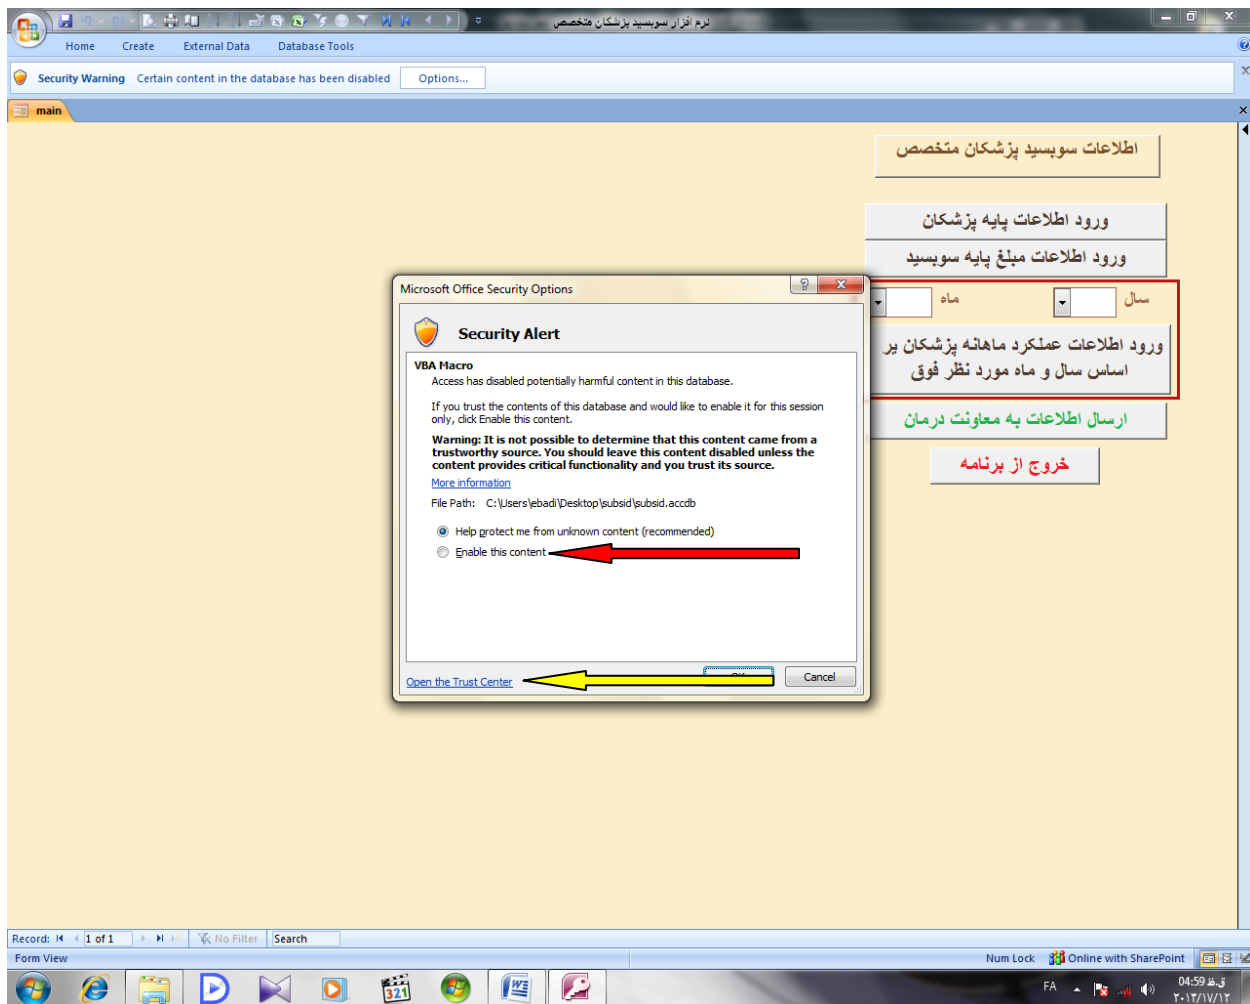 نرم افزار سوبسید پزشکان متخصص
Home Create External Data Database Tools
Security Warning Certain content in the database has been disabled Options...
main
اطلاعات سوبسید پزشکان متخصص
ورود اطلاعات پایه پزشکان
ورود اطلاعات مبلغ پایه سوبسید
سال ماه
ورود اطلاعات عملکرد ماهانه پزشکان بر
اساس سال و ماه مورد نظر فوق
ارسال اطلاعات به معاونت درمان
خروج از برنامه
Microsoft Office Security Options
Security Alert
VBA Macro
Access has disabled potentially harmful content in this database.
If you trust the contents of this database and would like to enable it for this session
only, click Enable this content.
Warning: It is not possible to determine that this content came from a
trustworthy source. You should leave this content disabled unless the
content provides critical functionality and you trust its source.
More information
File Path: C:\Users\ebadi\Desktop\subsid\subsid.accdb
Help protect me from unknown content (recommended)
Enable this content
Open the Trust Center
Cancel
Record: 1 of 1 No Filter Search
Form View Num Lock Online with SharePoint
321
FA 04:59 ق.ظ
۲۰۱۳/۱۷/۱۲